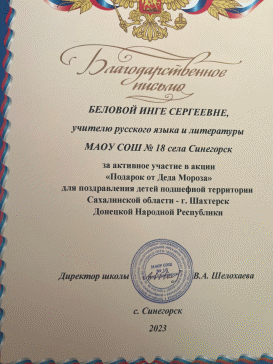 Благодарственное
письмо
БЕЛОВОЙ ИНГЕ СЕРГЕЕВНЕ,
учителю русского языка и литературы
МАОУ СОШ № 18 села Синегорск
за активное участие в акции
«Подарок от Деда Мороза»
для поздравления детей подшефной территории
Сахалинской области - г. Шахтерск
Донецкой Народной Республики
МАОУ СОШ
Директор школы В.А. Шелохаева
с. Синегорск
2023